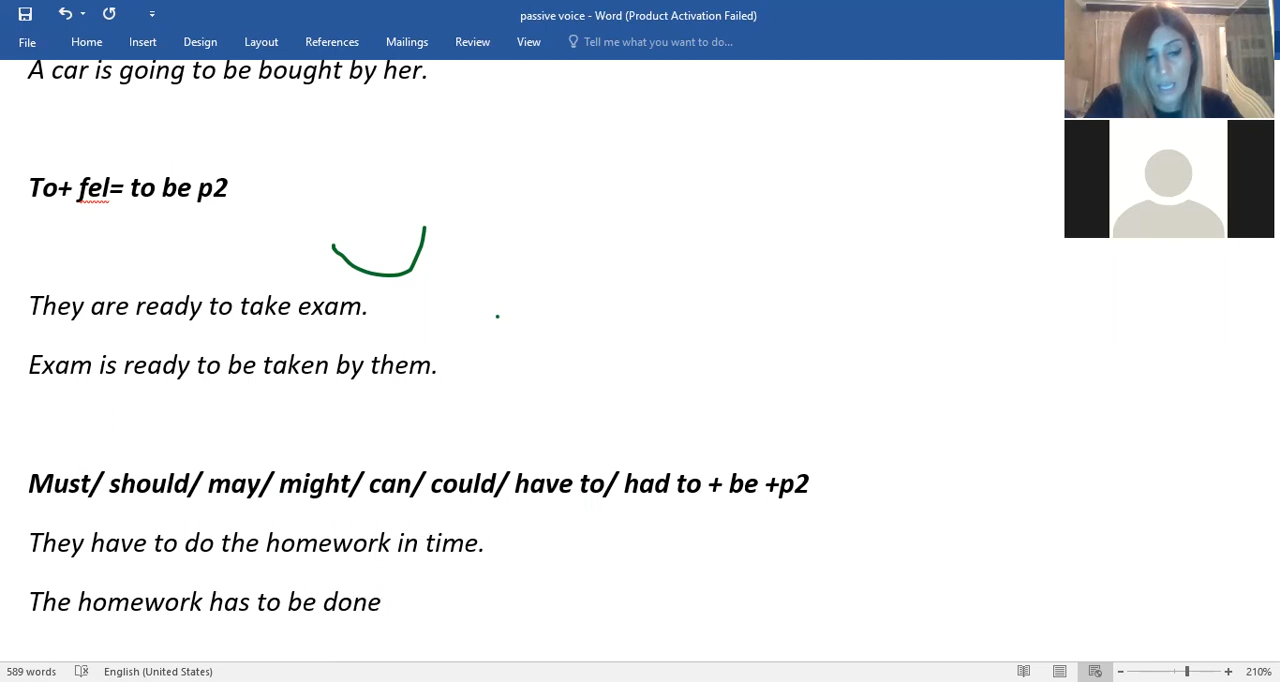 passive voice - Word (Product Activation Failed)
File Home Insert Design Layout References Mailings Review View Tell me what you want to do...
A car is going to be bought by her.
To+ fel= to be p2
They are ready to take exam.
Exam is ready to be taken by them.
Must/ should/ may/ might/ can/ could/ have to/ had to + be +p2
They have to do the homework in time.
The homework has to be done
589 words English (United States) 210%